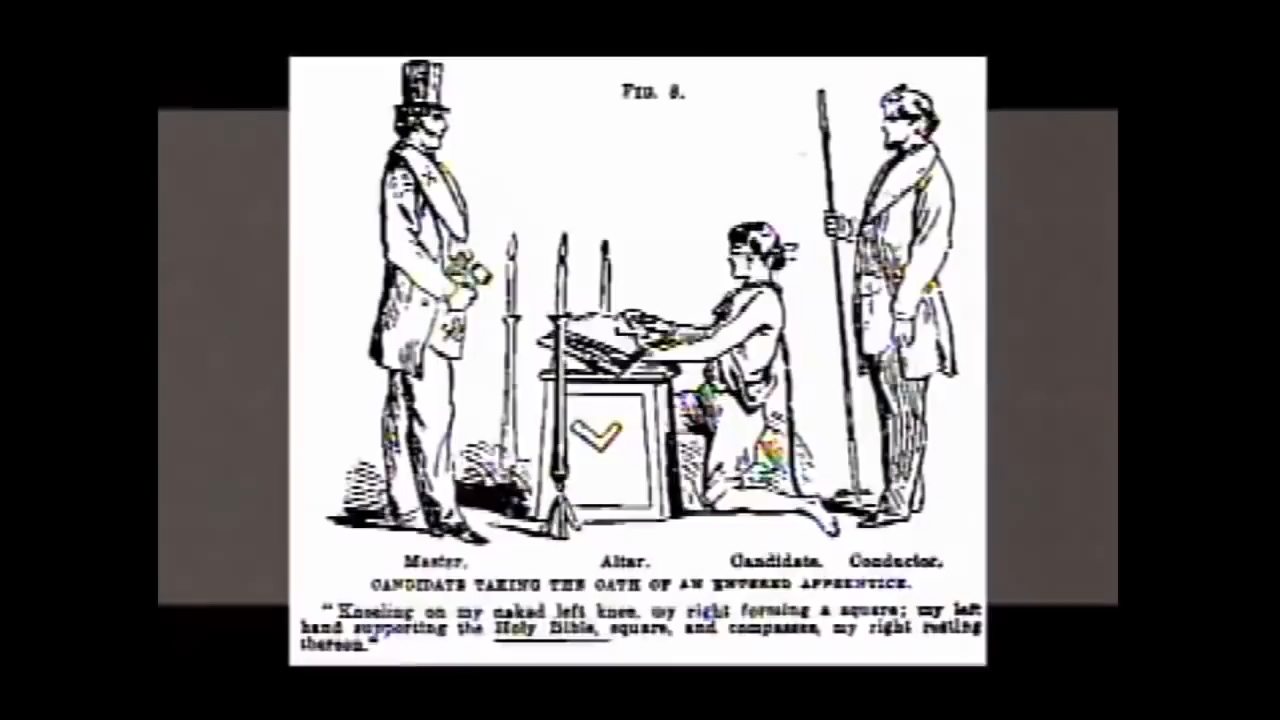 FIG. 8.
Master. Altar. Candidate. Conductor.
CANDIDATE TAKING THE OATH OF AN ENTERED APPRENTICE.
"Kneeling on my naked left knee, my right forming a square; my left
hand supporting the Holy Bible, square, and compasses, my right resting
thereon."